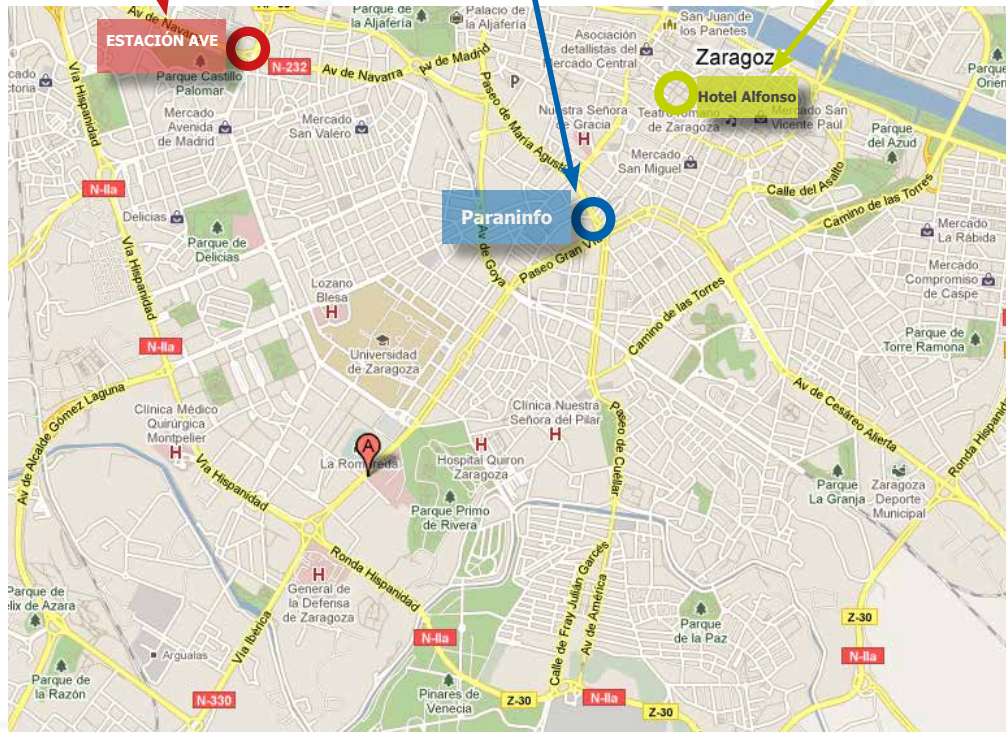 Parque de
la Aljafería
Palacio de
la Aljafería
San Juan de
los Panetes
Av de Navarra
ESTACIÓN AVE
N-232
Av de Navarra
Av de Madrid
Asociación
detallistas del
Mercado Central
Zaragoz
Parque Castillo
Palomar
Hotel Alfonso
Vía Hispanidad
Mercado
Avenida
de Madrid
Mercado
San Valero
P
Paseo de María Agustín
Nuestra Señora
de Gracia
H
Teatro Romano
de Zaragoza
Mercado San
Vicente Paúl
Parque
del Azud
Mercado
San Miguel
N-IIa
Calle del Asalto
Camino de las Torres
Paraninfo
Delicias
Parque de
Delicias
Av de Goya
Paseo Gran Vía
Mercado
La Rábida
Mercado
Compromiso
de Caspe
Vía Hispanidad
Lozano
Blesa
H
Camino de las Torres
Parque de
Torre Ramona
N-IIa
Universidad
de Zaragoza
Av de Alcalde Gómez Laguna
Av de Cesáreo Alierta
Ronda Hispanidad
Clínica Médico
Quirúrgica
Montpelier
H
Clínica Nuestra
Señora del Pilar
H
Paseo de Cuéllar
A
La Romareda
H
Hospital Quiron
Zaragoza
Vía Hispanidad
Parque
La Granja
Zaragoza
Deporte
Municipal
Parque Primo
de Rivera
Ronda Hispanidad
H
General de
la Defensa
de Zaragoza
Calle de Fray Julián Garcés
Av de América
Parque
de la Paz
Parque de
Z-30
N-IIa
Vía Ibérica
Argualas
N-IIa
Parque de
la Razón
N-330
Pinares de
Venecia
Z-30
N-IIa
Z-30